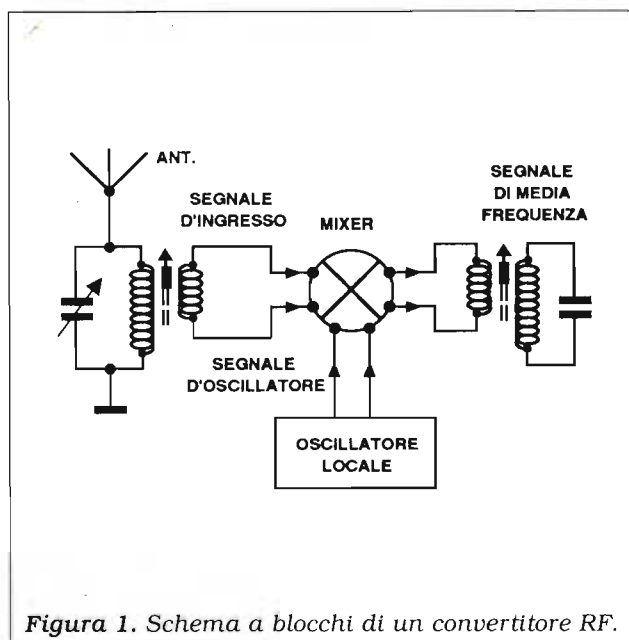 ANT.
SEGNALE
D'INGRESSO
MIXER
SEGNALE
DI MEDIA
FREQUENZA
SEGNALE
D'OSCILLATORE
OSCILLATORE
LOCALE
Figura 1. Schema a blocchi di un convertitore RF.